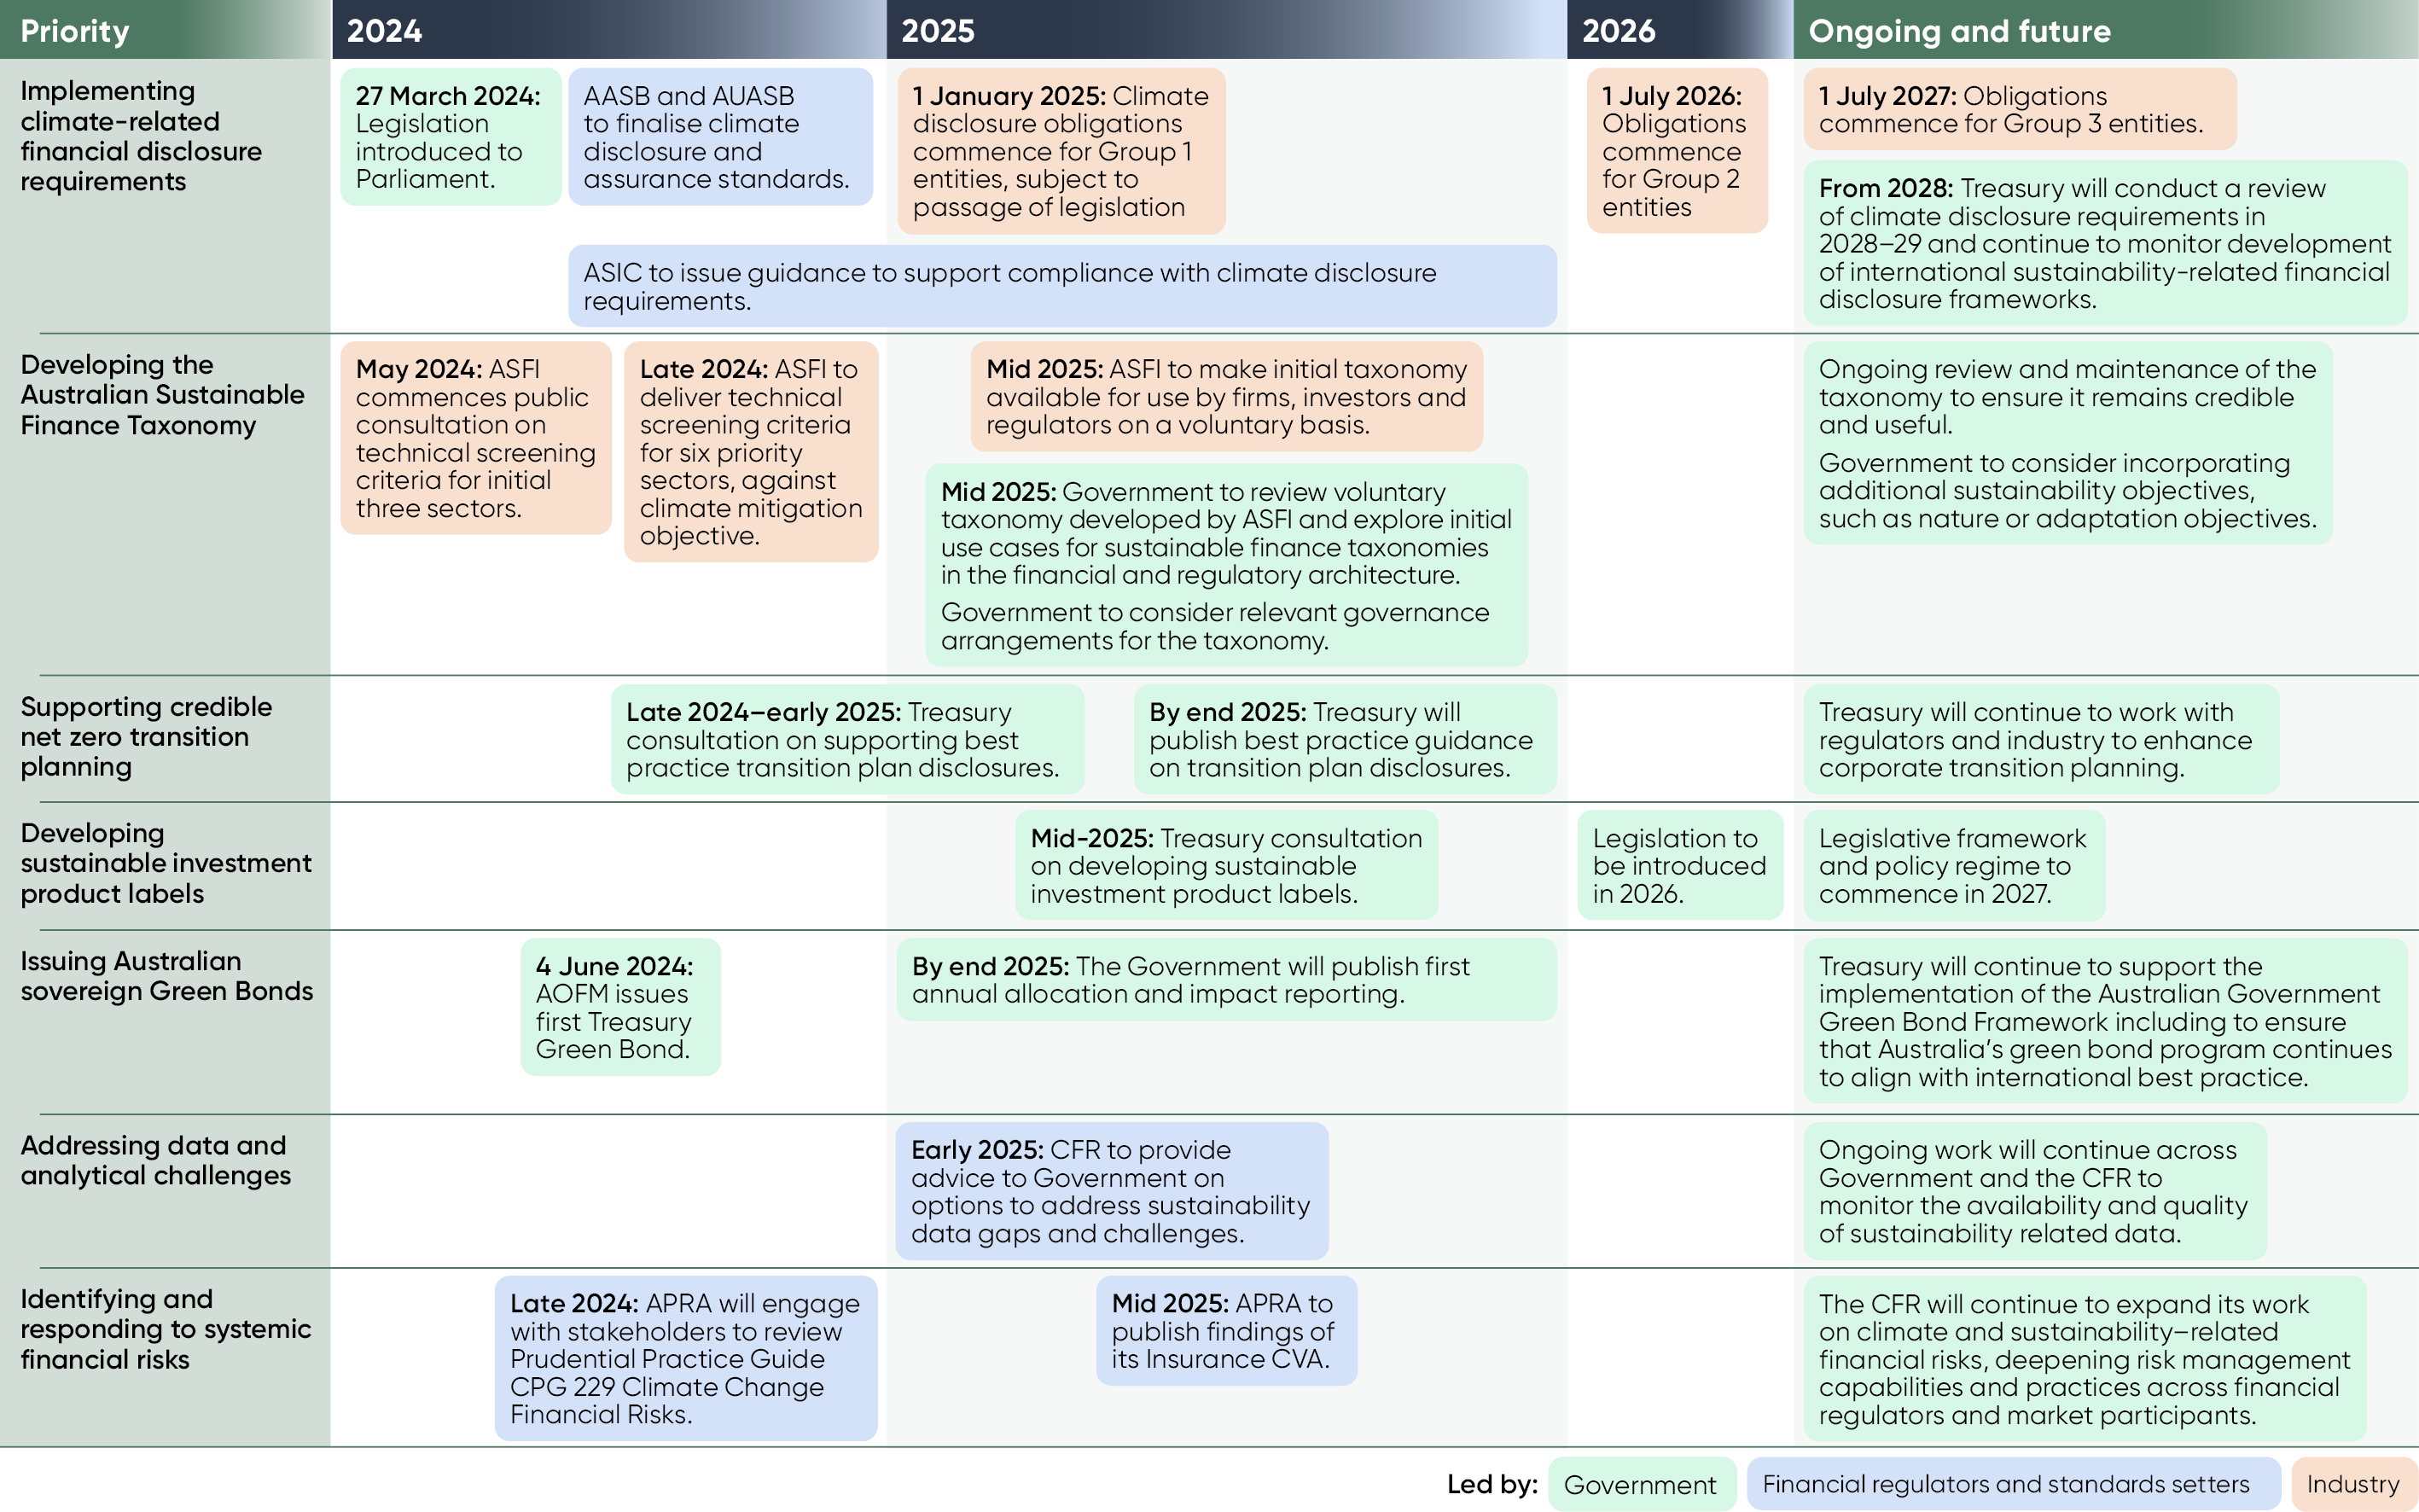 Priority
2024
2025
2026
Ongoing and future
Implementing
climate-related
financial disclosure
requirements
27 March 2024:
Legislation
introduced to
Parliament.
AASB and AUASB
to finalise climate
disclosure and
assurance standards.
1 January 2025: Climate
disclosure obligations
commence for Group 1
entities, subject to
passage of legislation
1 July 2026:
Obligations
commence
for Group 2
entities
1 July 2027: Obligations
commence for Group 3 entities.
From 2028: Treasury will conduct a review
of climate disclosure requirements in
2028–29 and continue to monitor development
of international sustainability-related financial
disclosure frameworks.
ASIC to issue guidance to support compliance with climate disclosure
requirements.
Developing the
Australian Sustainable
Finance Taxonomy
May 2024: ASFI
commences public
consultation on
technical screening
criteria for initial
three sectors.
Late 2024: ASFI to
deliver technical
screening criteria
for six priority
sectors, against
climate mitigation
objective.
Mid 2025: ASFI to make initial taxonomy
available for use by firms, investors and
regulators on a voluntary basis.
Mid 2025: Government to review voluntary
taxonomy developed by ASFI and explore initial
use cases for sustainable finance taxonomies
in the financial and regulatory architecture.
Government to consider relevant governance
arrangements for the taxonomy.
Ongoing review and maintenance of the
taxonomy to ensure it remains credible
and useful.
Government to consider incorporating
additional sustainability objectives,
such as nature or adaptation objectives.
Supporting credible
net zero transition
planning
Late 2024–early 2025: Treasury
consultation on supporting best
practice transition plan disclosures.
By end 2025: Treasury will
publish best practice guidance
on transition plan disclosures.
Treasury will continue to work with
regulators and industry to enhance
corporate transition planning.
Developing
sustainable investment
product labels
Mid-2025: Treasury consultation
on developing sustainable
investment product labels.
Legislation to
be introduced
in 2026.
Legislative framework
and policy regime to
commence in 2027.
Issuing Australian
sovereign Green Bonds
4 June 2024:
AOFM issues
first Treasury
Green Bond.
By end 2025: The Government will publish first
annual allocation and impact reporting.
Treasury will continue to support the
implementation of the Australian Government
Green Bond Framework including to ensure
that Australia’s green bond program continues
to align with international best practice.
Addressing data and
analytical challenges
Early 2025: CFR to provide
advice to Government on
options to address sustainability
data gaps and challenges.
Ongoing work will continue across
Government and the CFR to
monitor the availability and quality
of sustainability related data.
Identifying and
responding to systemic
financial risks
Late 2024: APRA will engage
with stakeholders to review
Prudential Practice Guide
CPG 229 Climate Change
Financial Risks.
Mid 2025: APRA to
publish findings of
its Insurance CVA.
The CFR will continue to expand its work
on climate and sustainability–related
financial risks, deepening risk management
capabilities and practices across financial
regulators and market participants.
Led by:
Government
Financial regulators and standards setters
Industry